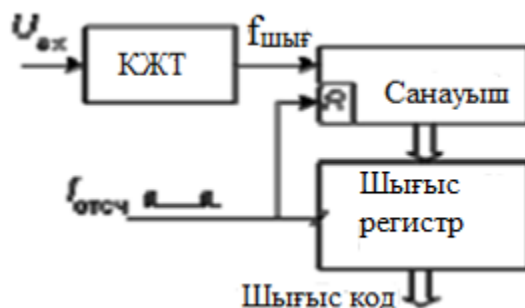 Uвх
КЖТ
fшығ
R
Санауыш
fотсч
Шығыс
регистр
Шығыс код